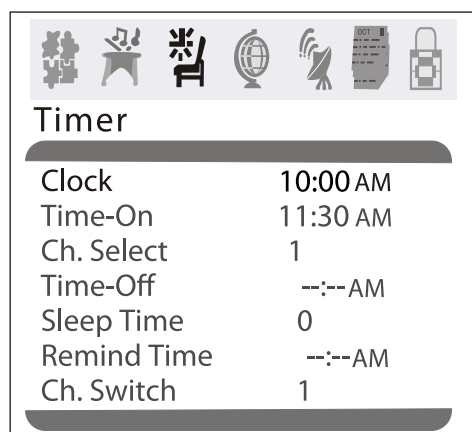 OCT
Timer
Clock 10:00 AM
Time-On 11:30 AM
Ch. Select 1
Time-Off --:-- AM
Sleep Time 0
Remind Time --:-- AM
Ch. Switch 1